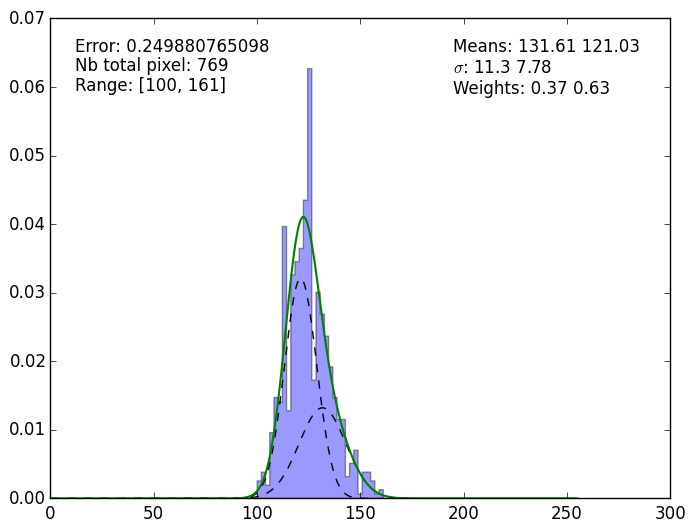 Error: 0.249880765098
Nb total pixel: 769
Range: [100, 161]
Means: 131.61 121.03
σ: 11.3 7.78
Weights: 0.37 0.63
0.07
0.06
0.05
0.04
0.03
0.02
0.01
0.00
0 50 100 150 200 250 300